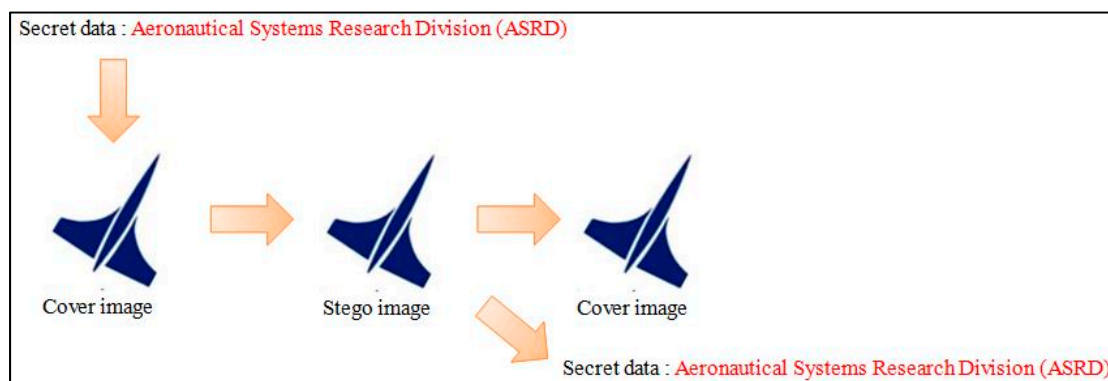 Secret data : Aeronautical Systems Research Division (ASRD)
Cover image
Stego image
Cover image
Secret data : Aeronautical Systems Research Division (ASRD)